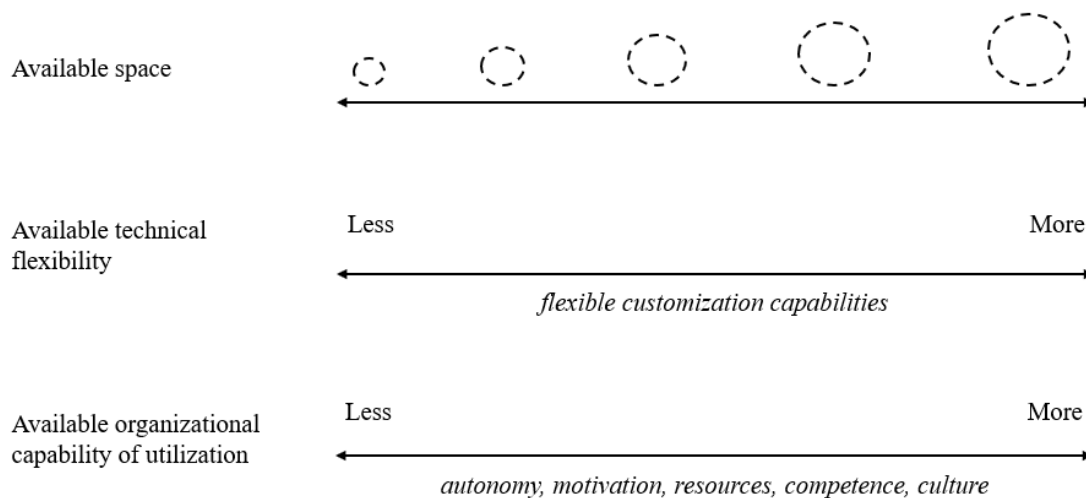 Available space
Available technical
flexibility
Less
More
flexible customization capabilities
Available organizational
capability of utilization
Less
More
autonomy, motivation, resources, competence, culture